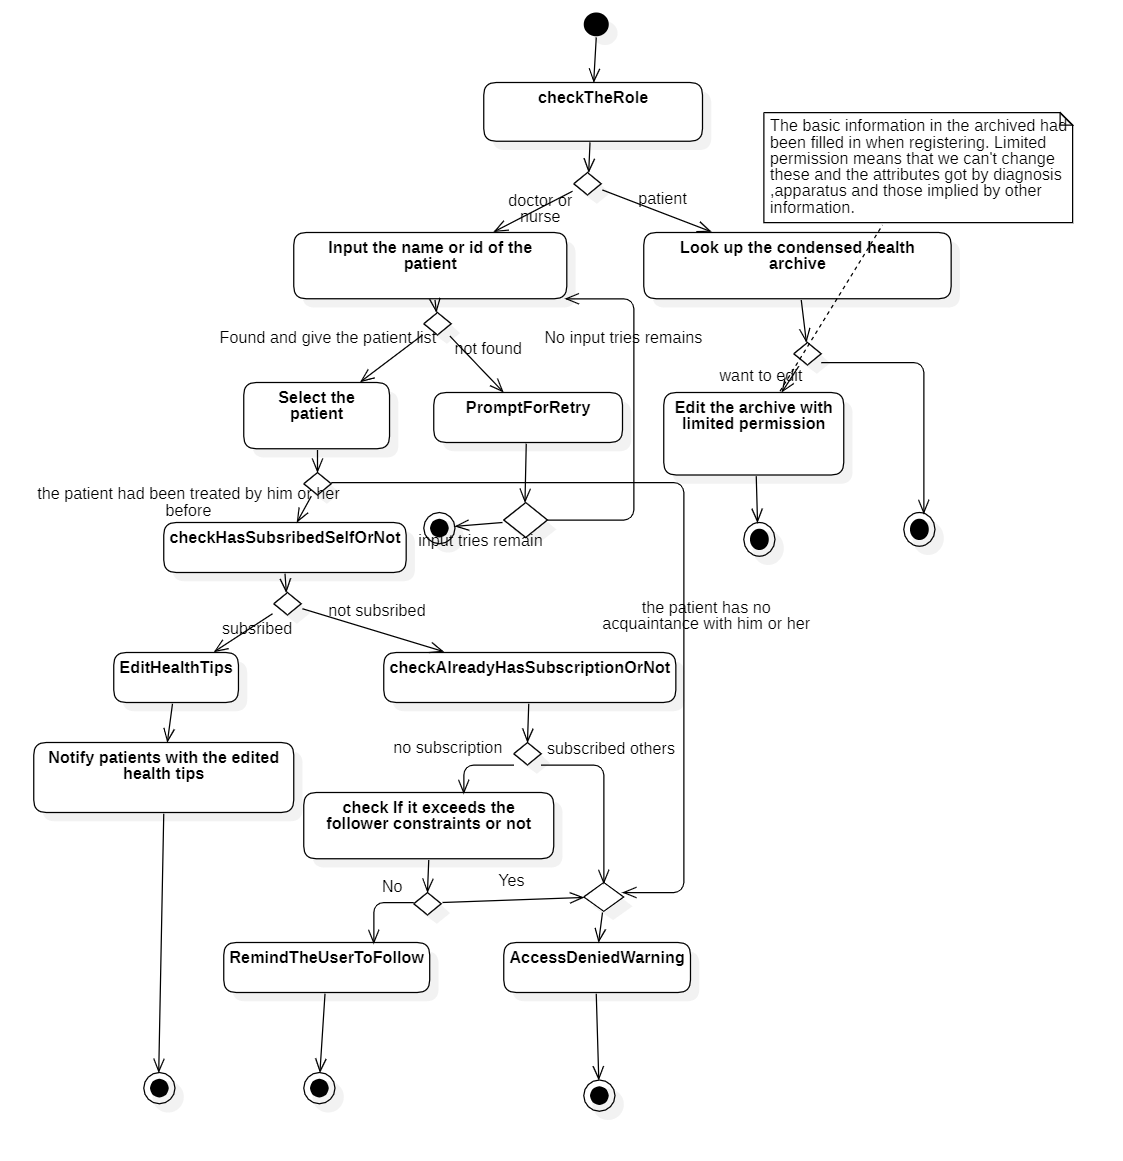 checkTheRole
The basic information in the archived had
been filled in when registering. Limited
permission means that we can't change
these and the attributes got by diagnosis
,apparatus and those implied by other
information.
doctor or
nurse
patient
Input the name or id of the
patient
Look up the condensed health
archive
Found and give the patient list
not found
No input tries remains
want to edit
Select the
patient
PromptForRetry
Edit the archive with
limited permission
the patient had been treated by him or her
before
checkHasSubsribedSelfOrNot
input tries remain
subsribed
not subsribed
the patient has no
acquaintance with him or her
EditHealthTips
checkAlreadyHasSubscriptionOrNot
Notify patients with the edited
health tips
no subscription
subscribed others
check If it exceeds the
follower constraints or not
No
Yes
RemindTheUserToFollow
AccessDeniedWarning